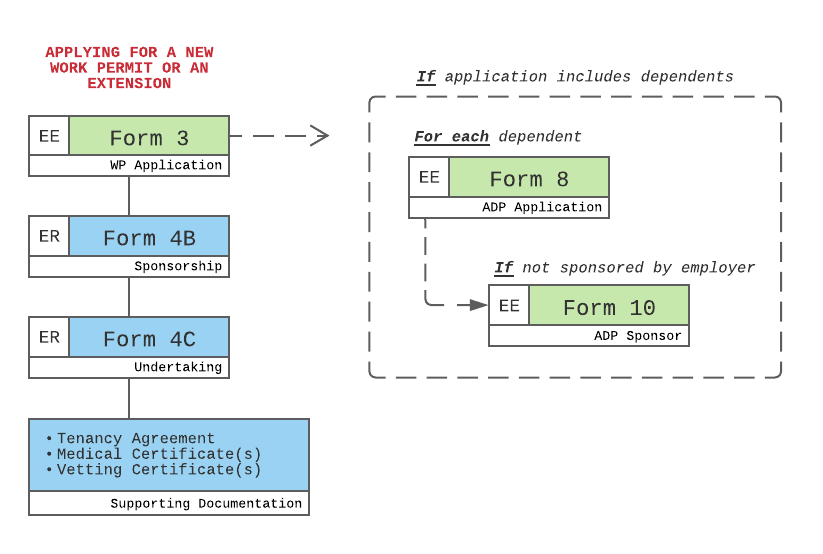 APPLYING FOR A NEW
WORK PERMIT OR AN
EXTENSION
EE
Form 3
WP Application
ER
Form 4B
Sponsorship
ER
Form 4C
Undertaking
• Tenancy Agreement
• Medical Certificate(s)
• Vetting Certificate(s)
Supporting Documentation
If application includes dependents
For each dependent
EE
Form 8
ADP Application
If not sponsored by employer
EE
Form 10
ADP Sponsor